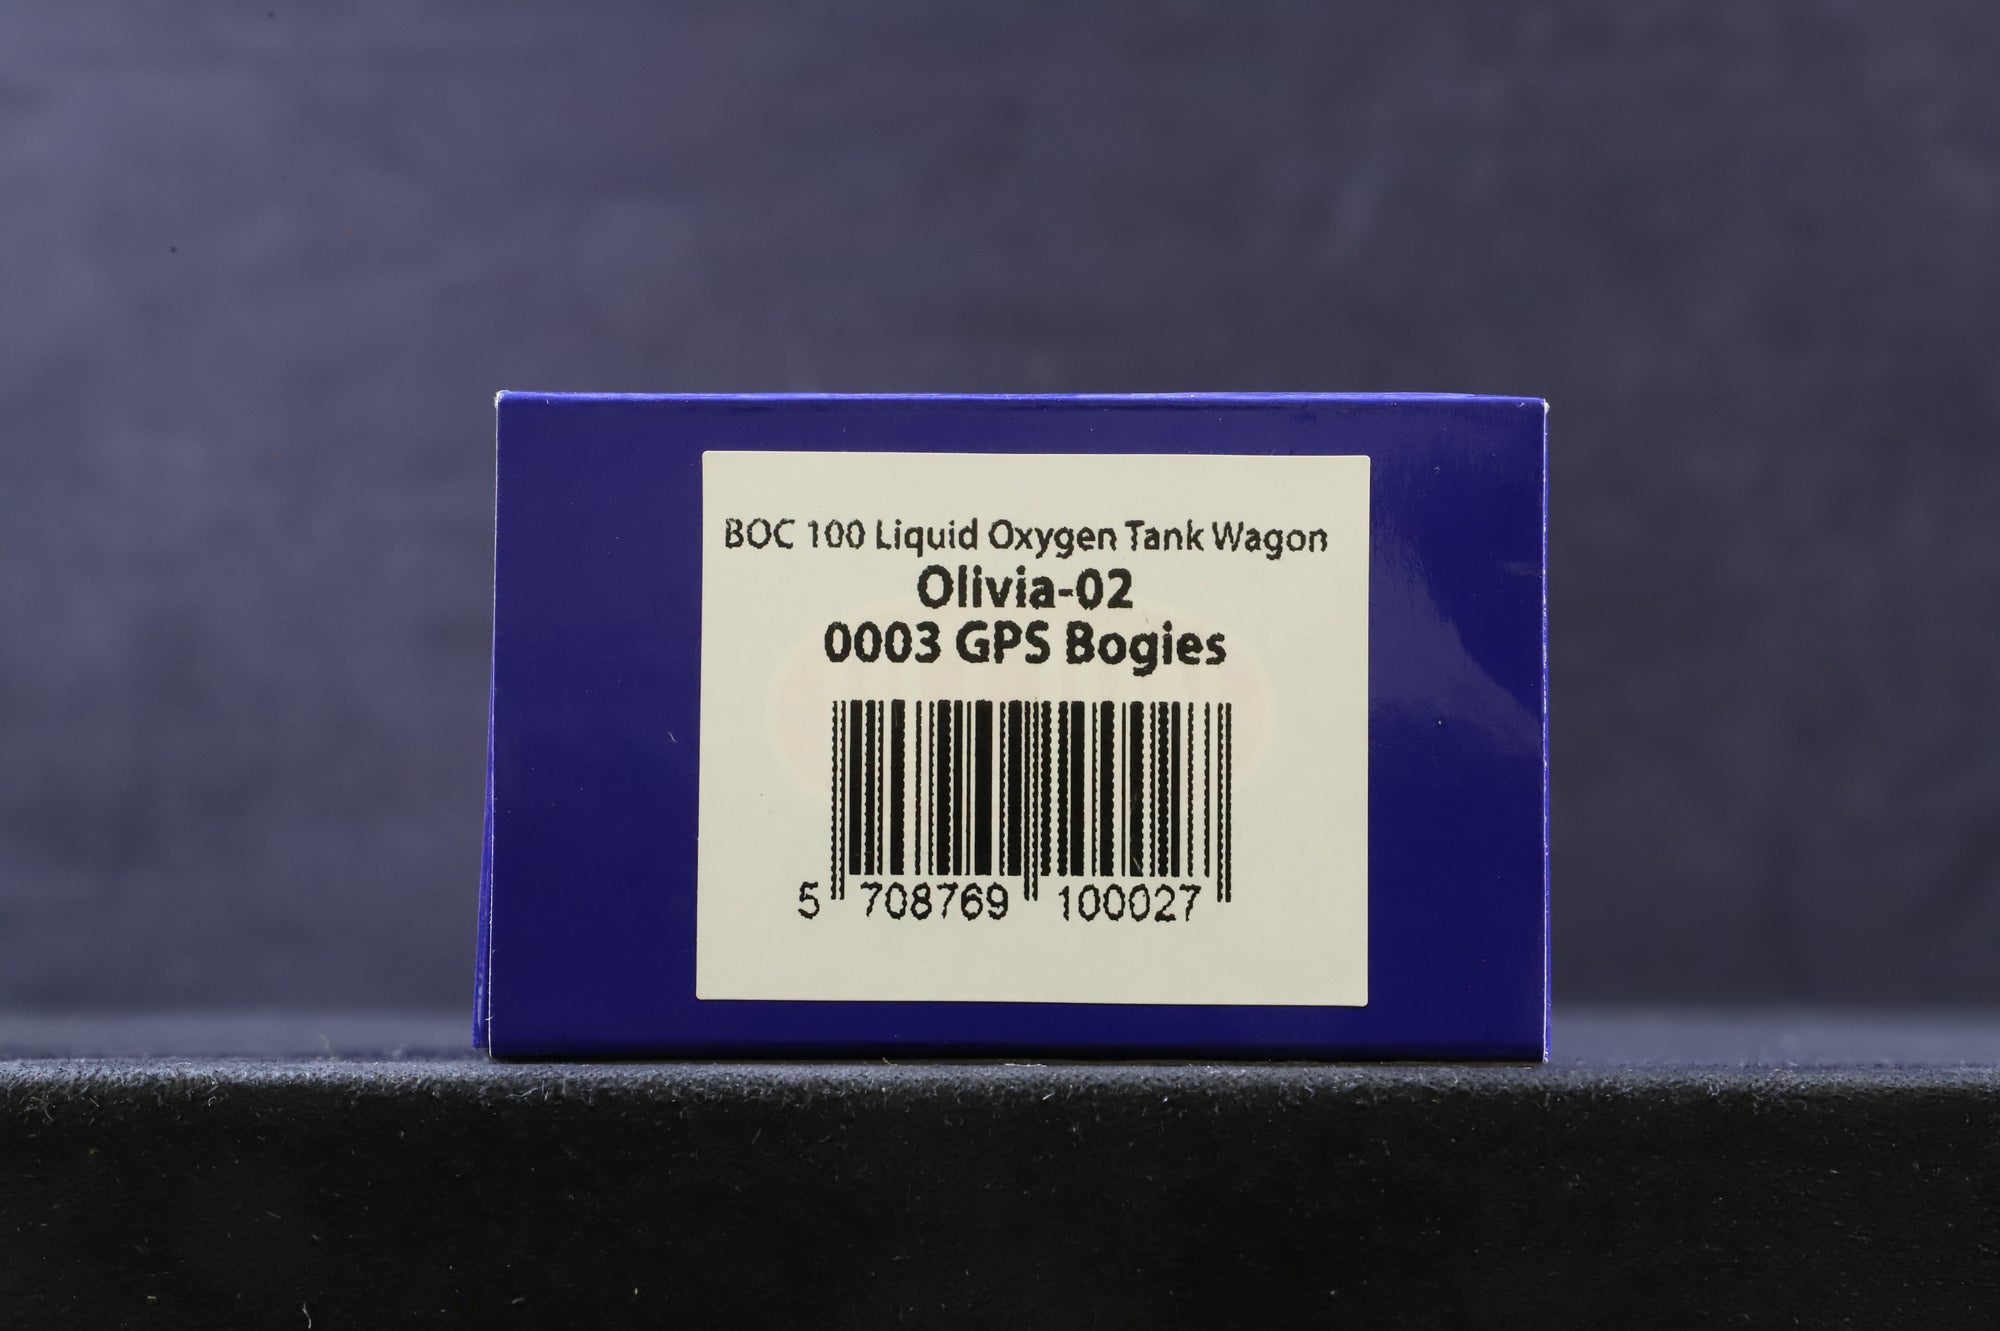 BOC 100 Liquid Oxygen Tank Wagon
Olivia-02
0003 GPS Bogies
5 708769 100027